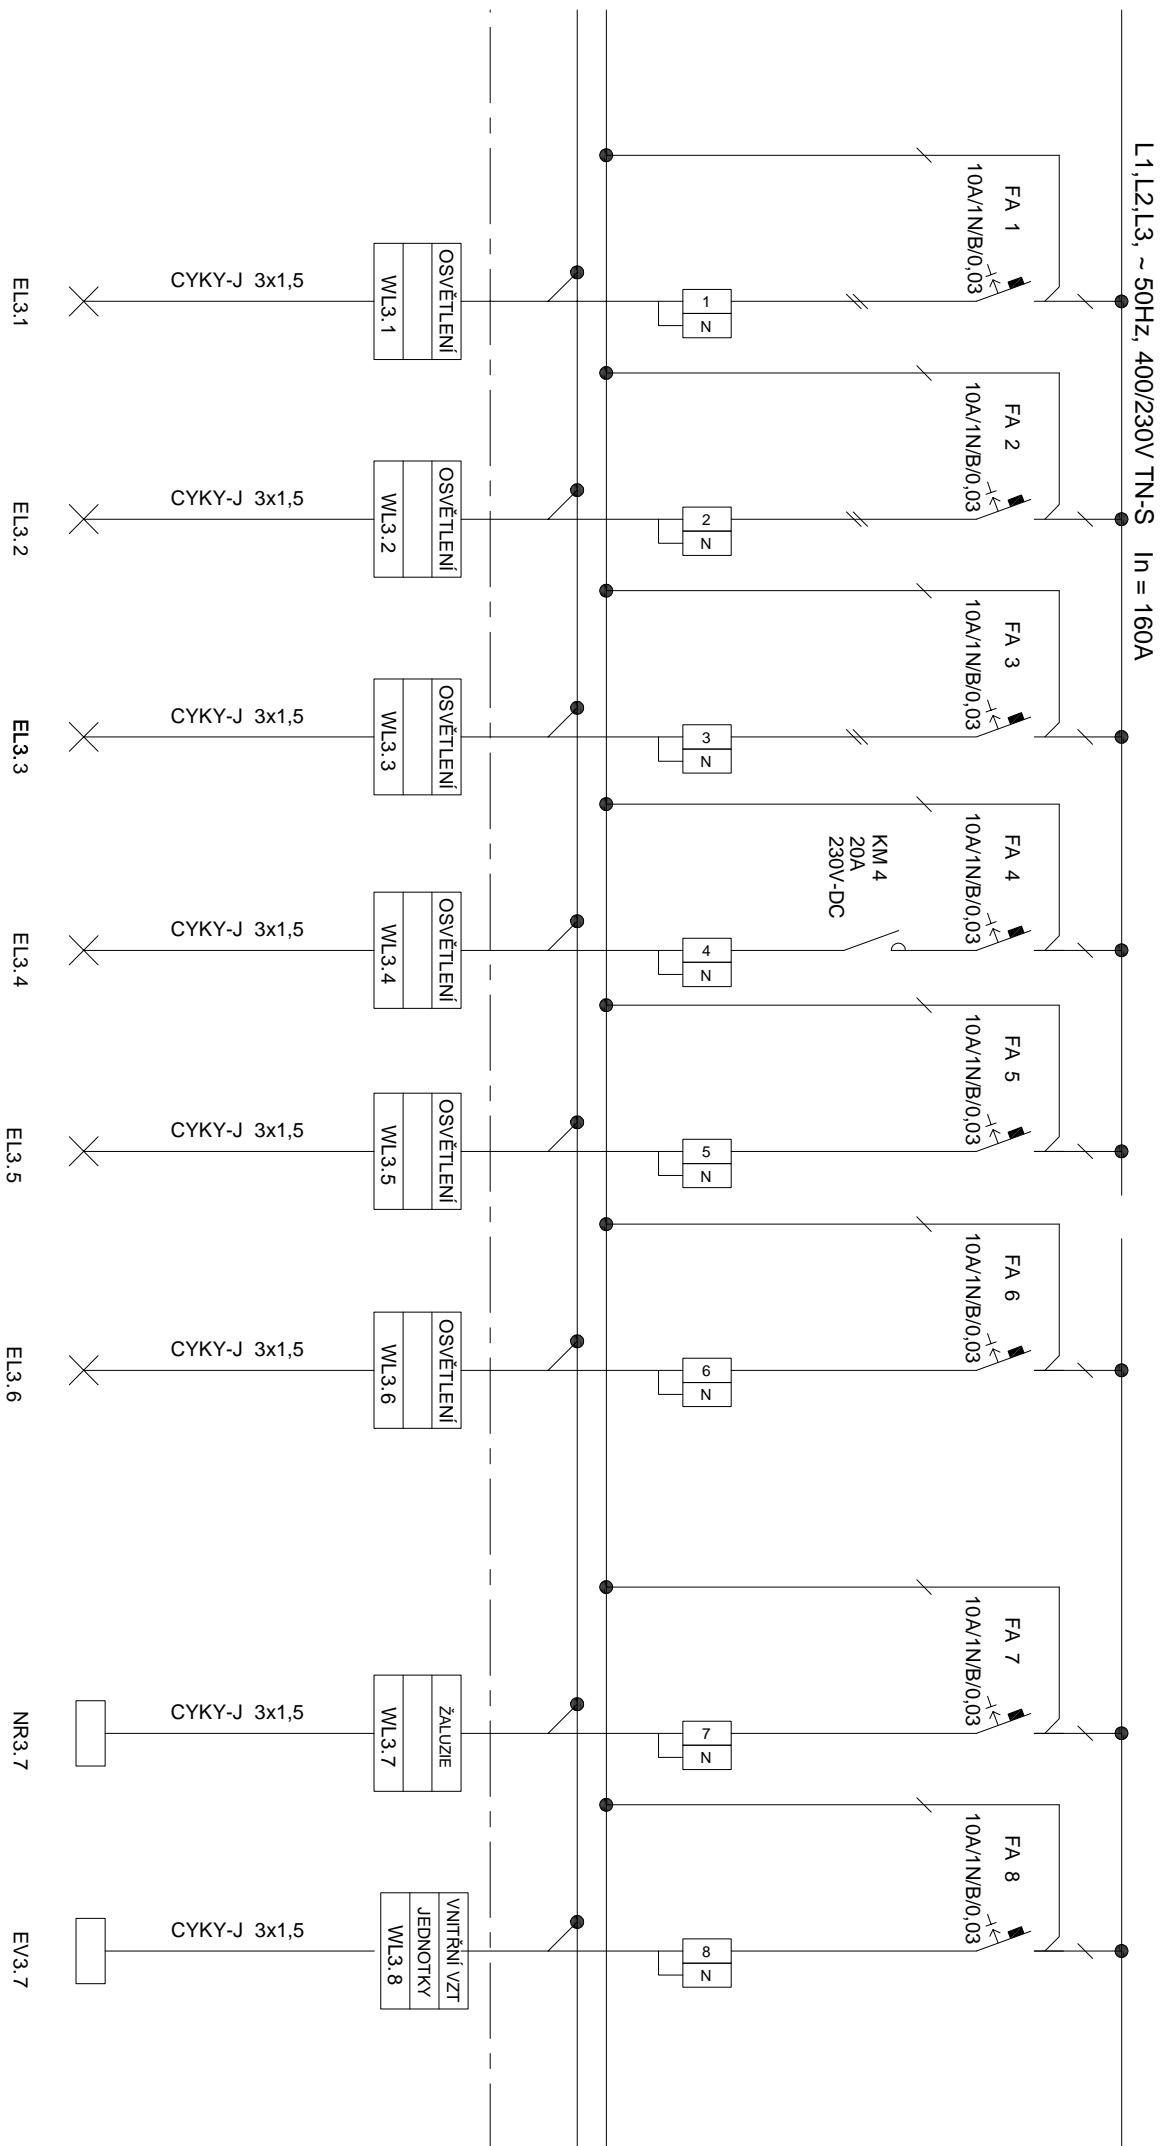 L1,L2,L3, ~ 50Hz, 400/230V TN-S   In = 160A
FA 1
10A/1N/B/0,03
1
N
OSVĚTLENÍ
WL3.1
CYKY-J 3x1,5
EL3.1
FA 2
10A/1N/B/0,03
2
N
OSVĚTLENÍ
WL3.2
CYKY-J 3x1,5
EL3.2
FA 3
10A/1N/B/0,03
3
N
OSVĚTLENÍ
WL3.3
CYKY-J 3x1,5
EL3.3
FA 4
10A/1N/B/0,03
KM 4
20A
230V-DC
4
N
OSVĚTLENÍ
WL3.4
CYKY-J 3x1,5
EL3.4
FA 5
10A/1N/B/0,03
5
N
OSVĚTLENÍ
WL3.5
CYKY-J 3x1,5
EL3.5
FA 6
10A/1N/B/0,03
6
N
OSVĚTLENÍ
WL3.6
CYKY-J 3x1,5
EL3.6
FA 7
10A/1N/B/0,03
7
N
ŽALUZIE
WL3.7
CYKY-J 3x1,5
NR3.7
FA 8
10A/1N/B/0,03
8
N
VNITŘNÍ VZT
JEDNOTKY
WL3.8
CYKY-J 3x1,5
EV3.7